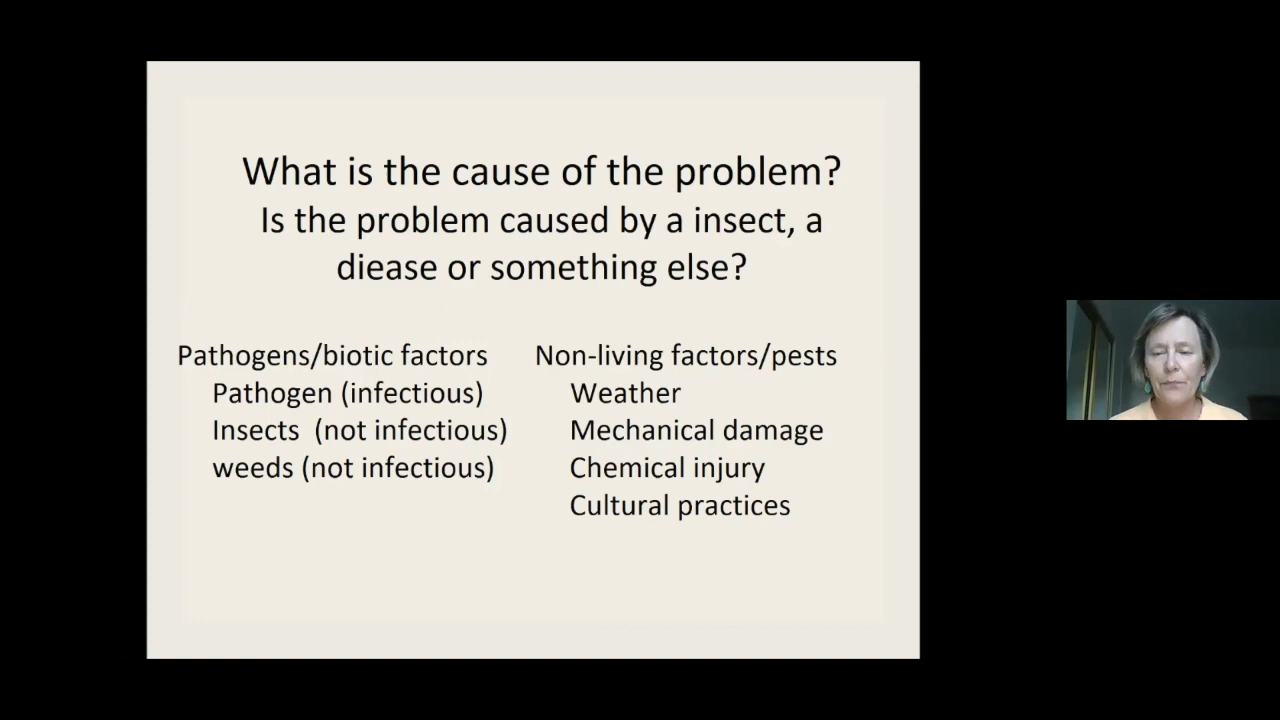 What is the cause of the problem?
Is the problem caused by a insect, a
diease or something else?
Pathogens/biotic factors
Pathogen (infectious)
Insects  (not infectious)
weeds (not infectious)
Non-living factors/pests
Weather
Mechanical damage
Chemical injury
Cultural practices